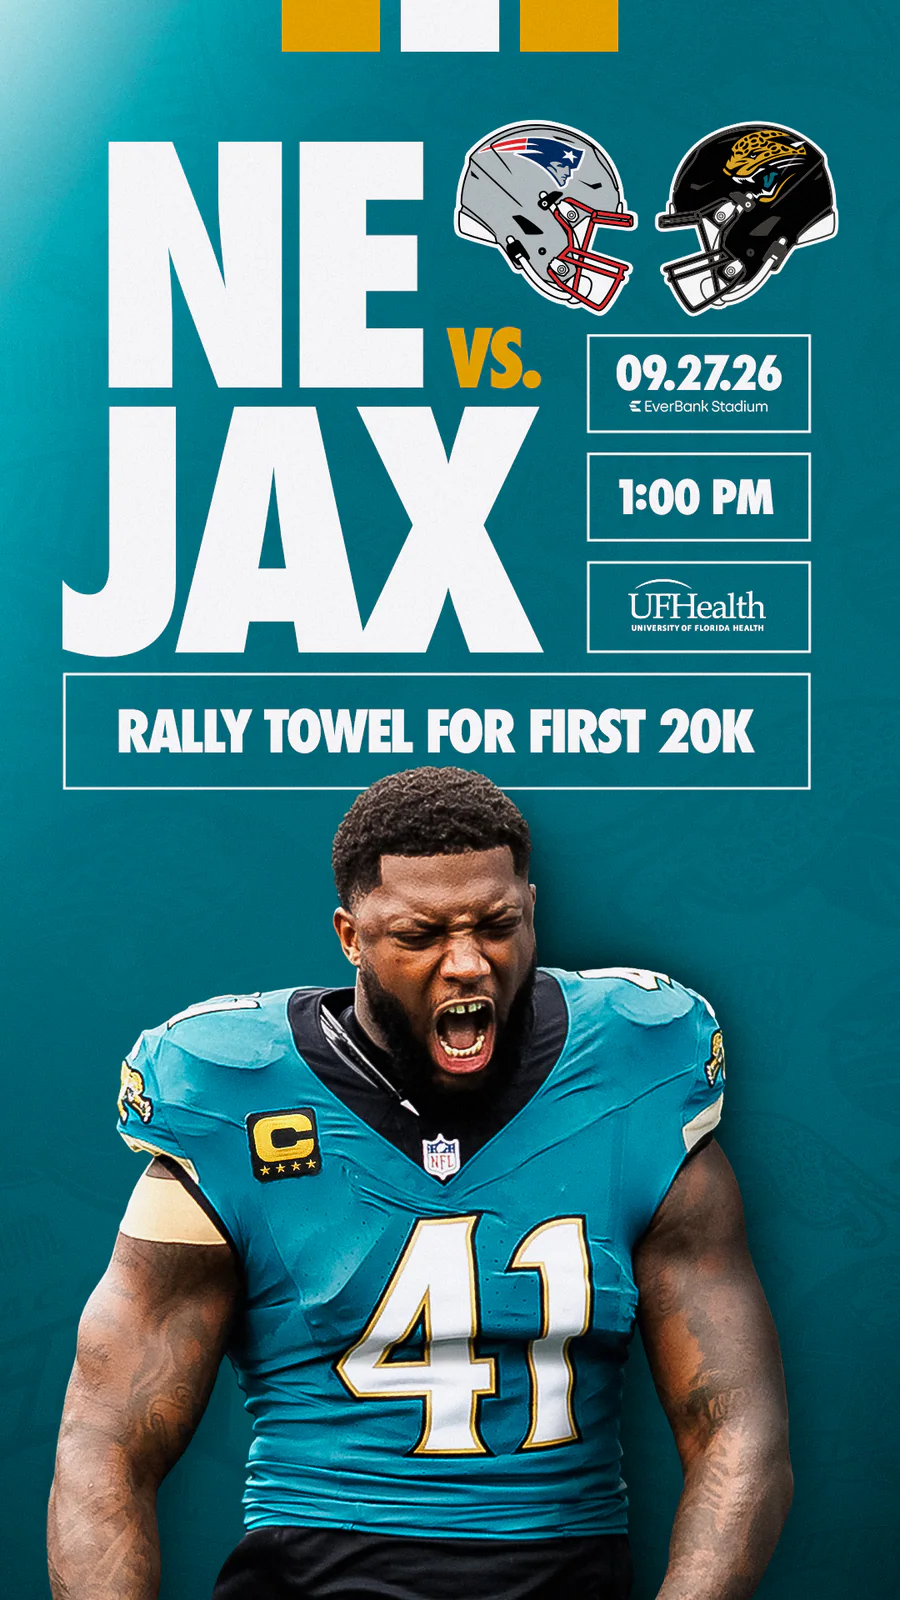 NE
VS.
JAX
09.27.26
EverBank Stadium
1:00 PM
UFHealth
UNIVERSITY OF FLORIDA HEALTH
RALLY TOWEL FOR FIRST 20K
C
NFL
41